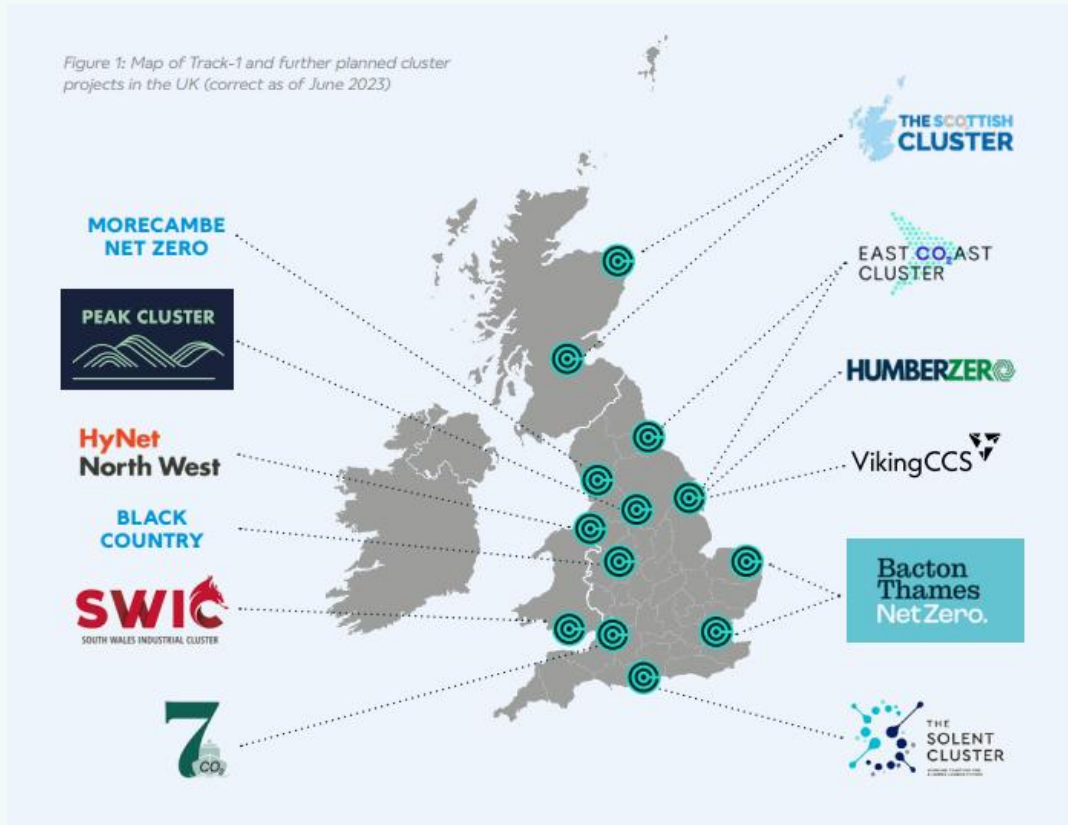 Figure 1: Map of Track-1 and further planned cluster
projects in the UK (correct as of June 2023)
THE SCOTTISH
CLUSTER
MORECAMBE
NET ZERO
EAST CO₂AST
CLUSTER
PEAK CLUSTER
HUMBERZERO
HyNet
North West
VikingCCS
BLACK
COUNTRY
Bacton
Thames
Net Zero.
SWIC
SOUTH WALES INDUSTRIAL CLUSTER
7
CO₂
THE
SOLENT
CLUSTER